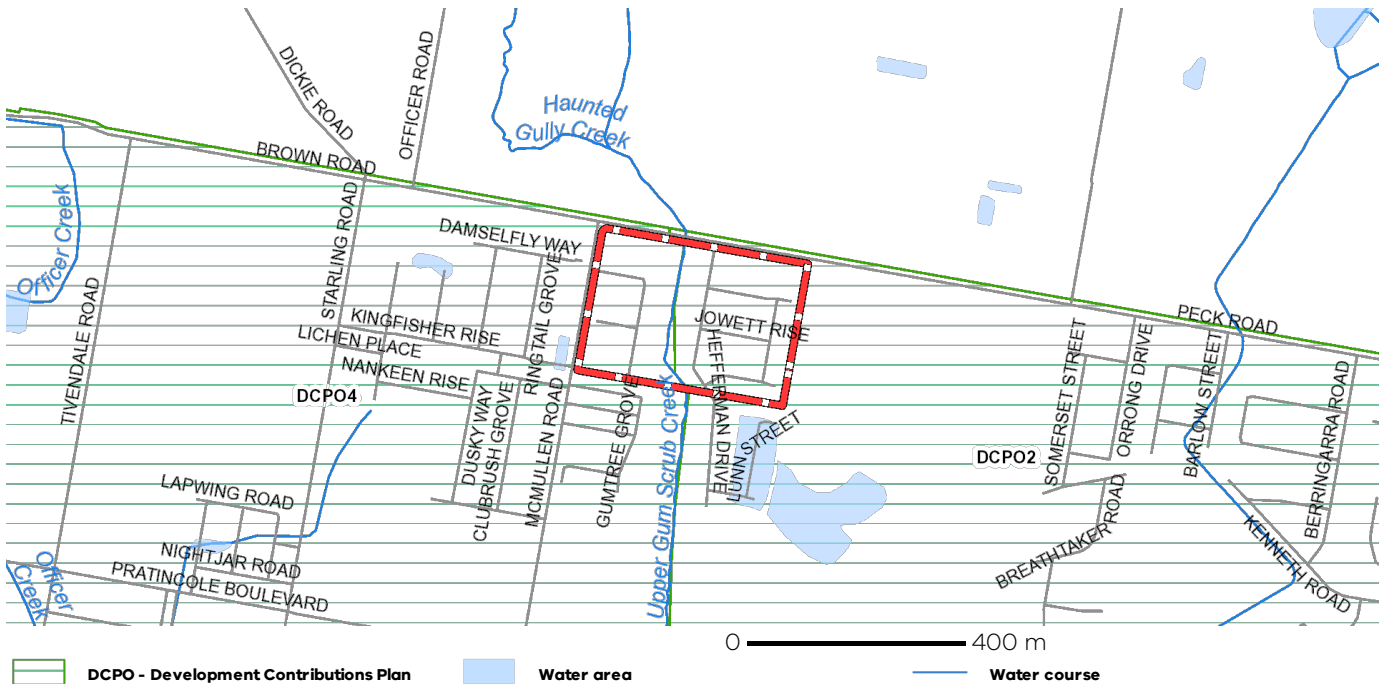 DICKIE ROAD
OFFICER ROAD
Haunted
Gully Creek
BROWN ROAD
Officer Creek
STARLING ROAD
DAMSELFLY WAY
TIVENDALE ROAD
RINGTAIL GROVE
KINGFISHER RISE
LICHEN PLACE
NANKEEN RISE
JOWETT RISE
HEFFERMAN DRIVE
PECK ROAD
SOMERSET STREET
ORRONG DRIVE
BARLOW STREET
BERRINGARRA ROAD
DCPO4
DUSKY WAY
CLUBRUSH GROVE
MCMULLEN ROAD
GUMTREE GROVE
Upper Gum Scrub Creek
LUNN STREET
DCPO2
LAPWING ROAD
NIGHTJAR ROAD
PRATINCOLE BOULEVARD
Officer
Creek
BREATHTAKER ROAD
KENNETH ROAD
0 400 m
DCPO - Development Contributions Plan
Water area
Water course